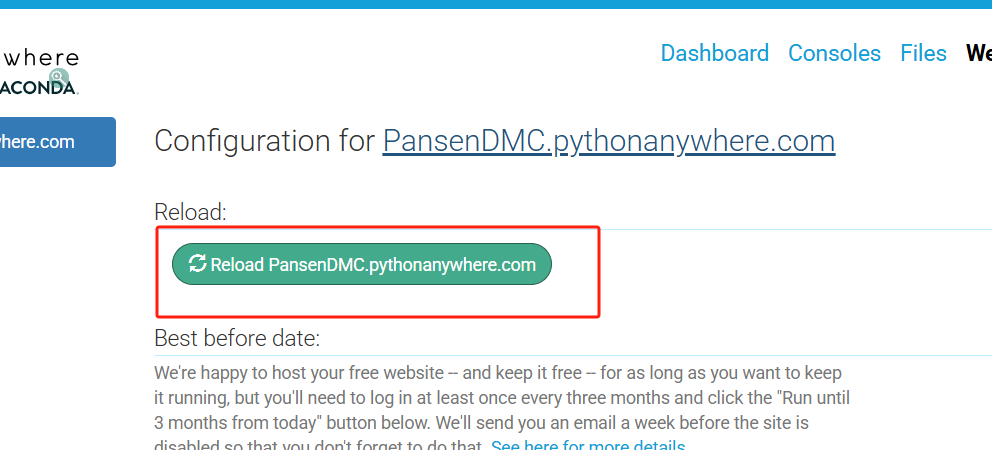 where
Dashboard Consoles Files We
ACONDA.
here.com
Configuration for PansenDMC.pythonanywhere.com
Reload:
Reload PansenDMC.pythonanywhere.com
Best before date:
We're happy to host your free website -- and keep it free -- for as long as you want to keep
it running, but you'll need to log in at least once every three months and click the "Run until
3 months from today" button below. We'll send you an email a week before the site is
disabled so that you don't forget to do that. See here for more details.